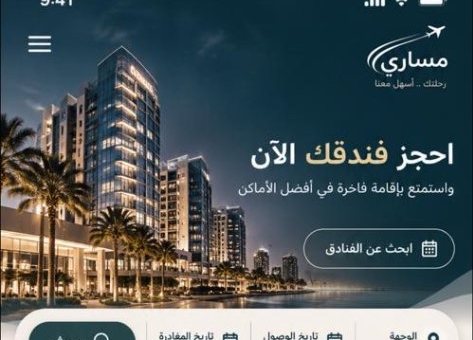 9:41
مساري
رحلتك .. أسهل معنا
احجز فندقك الآن
واستمتع بإقامة فاخرة في أفضل الأماكن
ابحث عن الفنادق
الوجهة
تاريخ الوصول
تاريخ المغادرة